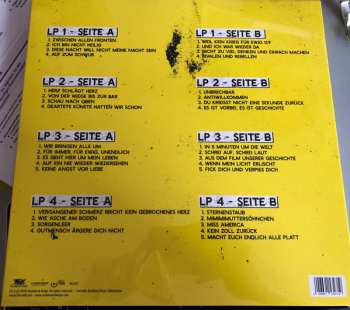 LP 1 - SEITE A
1. ZWISCHEN ALLEN FRONTEN
2. ICH BIN NICHT HEILIG
3. DIESE NACHT WILL NICHT MEINE MACHT SEIN
4. AUF ZUM SCHAFOTT
LP 1 - SEITE B
1. WEIL KEIN KRIEG FÜR EWIG IST
2. UND ICH WAR WIEDER DA
3. NICHT ZU VIEL DENKEN UND EINFACH MACHEN
4. RIVALEN UND REBELLEN
LP 2 - SEITE A
1. HERZ SCHLÄGT HERZ
2. VON DER WIEGE BIS ZUR BAR
3. SCHAU NACH OBEN
4. GEARTETE KÜNSTE HATTEN WIR SCHON
LP 2 - SEITE B
1. UNBRECHBAR
2. ANTIWILLKOMMEN
3. DU KRIEGST NICHT EINE SEKUNDE ZURÜCK
4. ES IST VORBEI, ES IST GESCHICHTE
LP 3 - SEITE A
1. WIR BRINGEN ALLE UM
2. FÜR IMMER, FÜR EWIG, UNENDLICH
3. ES GEHT HIER UM MEIN LEBEN
4. AUF EIN NIE WIEDER WIEDERSEHEN
5. KEINE ANGST VOR LIEBE
LP 3 - SEITE B
1. IN 5 MINUTEN UM DIE WELT
2. SCHREI AUF, SCHREI LAUT
3. AUS DEM FILM UNSERER GESCHICHTE
4. WENN MEIN LICHT ERLISCHT
5. FICK DICH UND VERPISS DICH
LP 4 - SEITE A
1. VERGANGENER SCHMERZ BRICHT KEIN GEBROCHENES HERZ
2. WIE ASCHE AM BODEN
3. SORGENLEER
4. GUTMENSCH ÄRGERE DICH NICHT
LP 4 - SEITE B
1. STERNENSTAUB
2. MIMIMIMUTTERSÖHNCHEN
3. MISS AMERICA
4. KEIN ZOLL ZURÜCK
5. MACHT EUCH ENDLICH ALLE PLATT